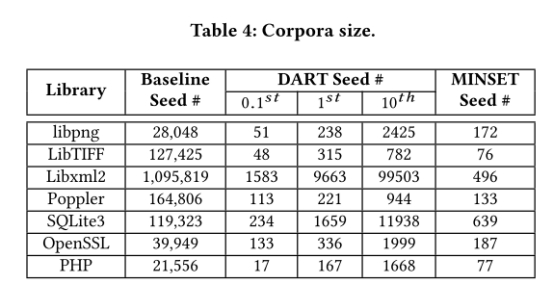 Table 4: Corpora size.
Library Baseline Seed # DART Seed # MINSET Seed #
0.1st 1st 10th
libpng 28,048 51 238 2425 172
LibTIFF 127,425 48 315 782 76
Libxml2 1,095,819 1583 9663 99503 496
Poppler 164,806 113 221 944 133
SQLite3 119,323 234 1659 11938 639
OpenSSL 39,949 133 336 1999 187
PHP 21,556 17 167 1668 77